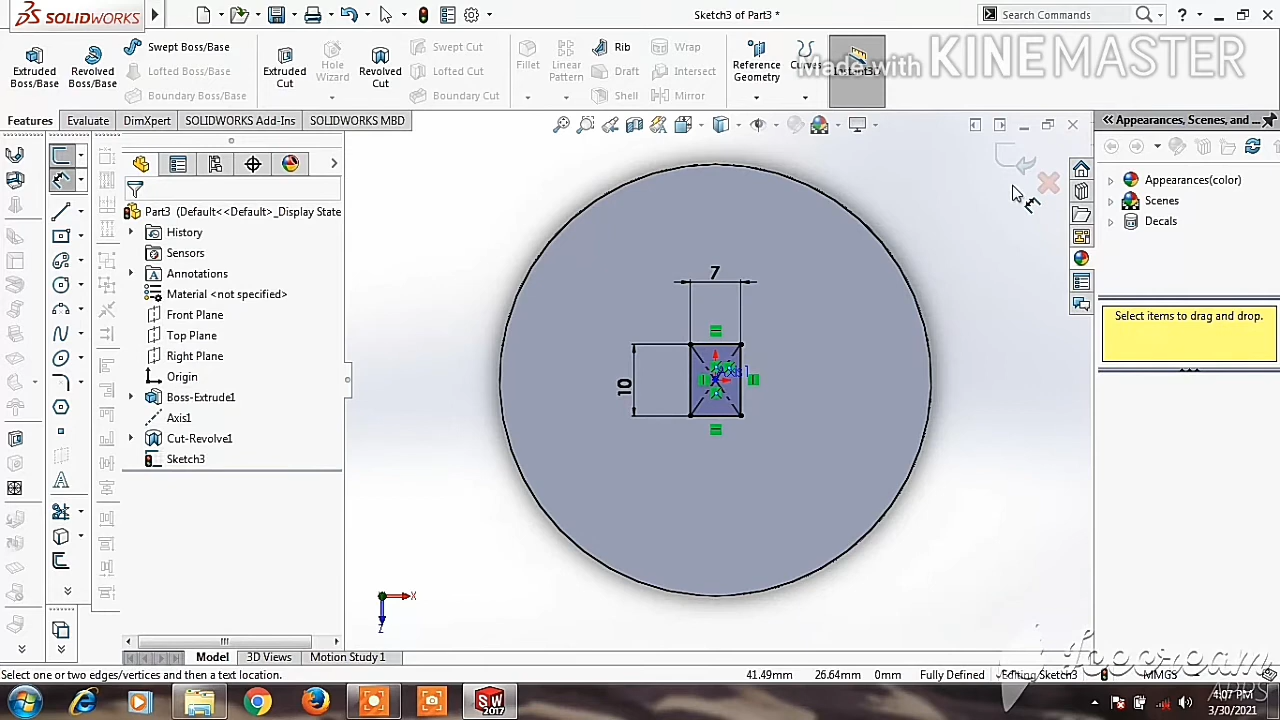 SOLIDWORKS
Sketch3 of Part3 *
Search Commands
Extruded Boss/Base
Revolved Boss/Base
Swept Boss/Base
Lofted Boss/Base
Boundary Boss/Base
Extruded Cut
Hole Wizard
Revolved Cut
Swept Cut
Lofted Cut
Boundary Cut
Fillet
Linear Pattern
Rib
Draft
Shell
Wrap
Intersect
Mirror
Reference Geometry
Curves
Made with KINEMASTER
Features
Evaluate
DimXpert
SOLIDWORKS Add-Ins
SOLIDWORKS MBD
Appearances, Scenes, and...
Part3 (Default<<Default>_Display State
History
Sensors
Annotations
Material <not specified>
Front Plane
Top Plane
Right Plane
Origin
Boss-Extrude1
Axis1
Cut-Revolve1
Sketch3
7
10
Axis1
X
Z
Appearances(color)
Scenes
Decals
Select items to drag and drop.
Model
3D Views
Motion Study 1
Select one or two edges/vertices and then a text location.
41.49mm
26.64mm
0mm
Fully Defined
Editing Sketch3
MMGS
SW
2017
4:07 PM
3/30/2021